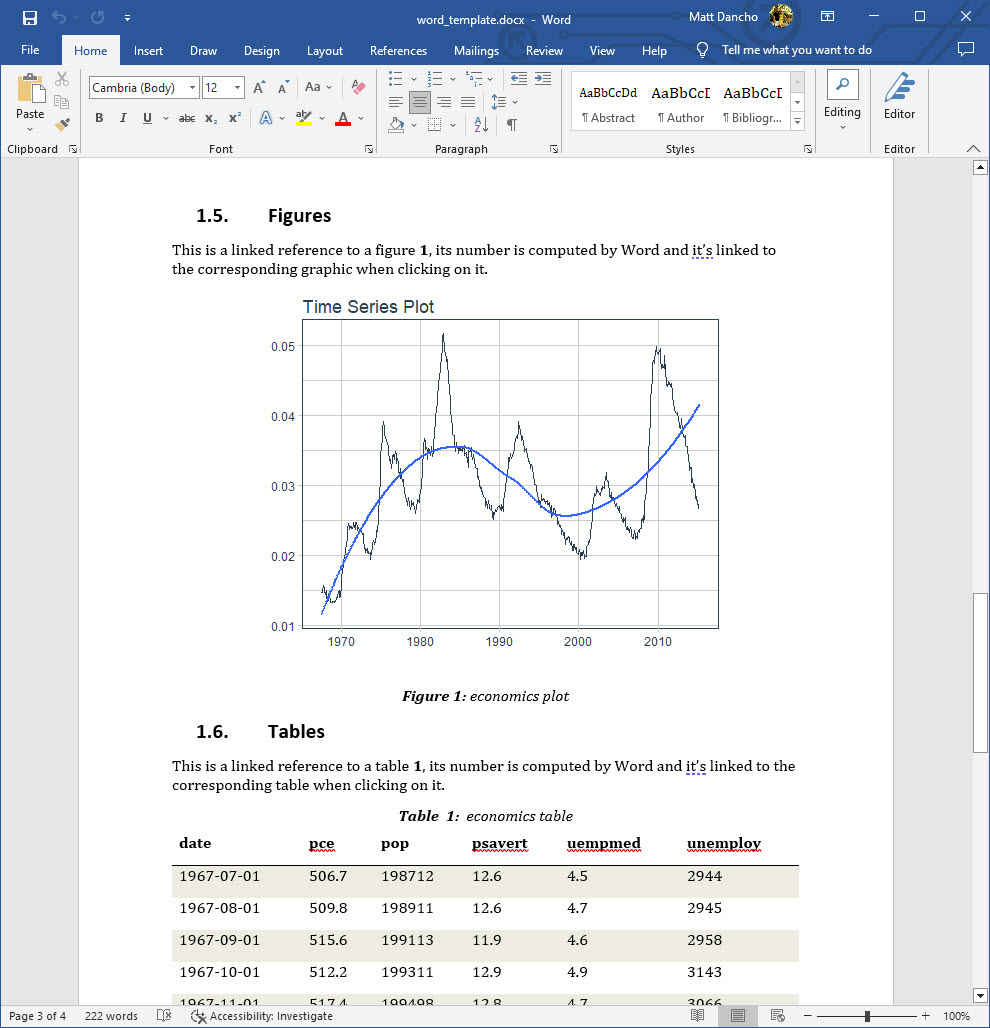 word_template.docx - Word
Matt Dancho
File Home Insert Draw Design Layout References Mailings Review View Help Tell me what you want to do
Cambria (Body) 12 A A Aa A
AaBbCcDd AaBbCcI AaBbCcI
Paste B I U abc x₂ x² A ab A
¶ Abstract ¶ Author ¶ Bibliogr...
Editing Editor
Clipboard Font Paragraph Styles Editor
1.5. Figures
This is a linked reference to a figure 1, its number is computed by Word and it’s linked to
the corresponding graphic when clicking on it.
Time Series Plot
0.05
0.04
0.03
0.02
0.01
1970 1980 1990 2000 2010
Figure 1: economics plot
1.6. Tables
This is a linked reference to a table 1, its number is computed by Word and it’s linked to the
corresponding table when clicking on it.
Table 1: economics table
date pce pop psavert uempmed unemploy
1967-07-01 506.7 198712 12.6 4.5 2944
1967-08-01 509.8 198911 12.6 4.7 2945
1967-09-01 515.6 199113 11.9 4.6 2958
1967-10-01 512.2 199311 12.9 4.9 3143
1967-11-01 517.4 199498 12.8 4.7 3066
Page 3 of 4 222 words Accessibility: Investigate 100%